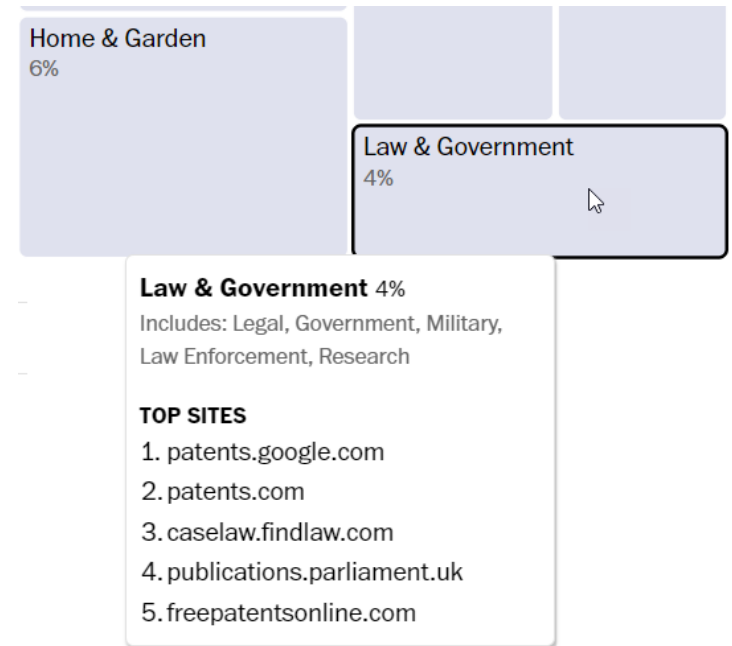 Home & Garden
6%
Law & Government
4%
Law & Government 4%
Includes: Legal, Government, Military,
Law Enforcement, Research
TOP SITES
1. patents.google.com
2. patents.com
3. caselaw.findlaw.com
4. publications.parliament.uk
5. freepatentsonline.com